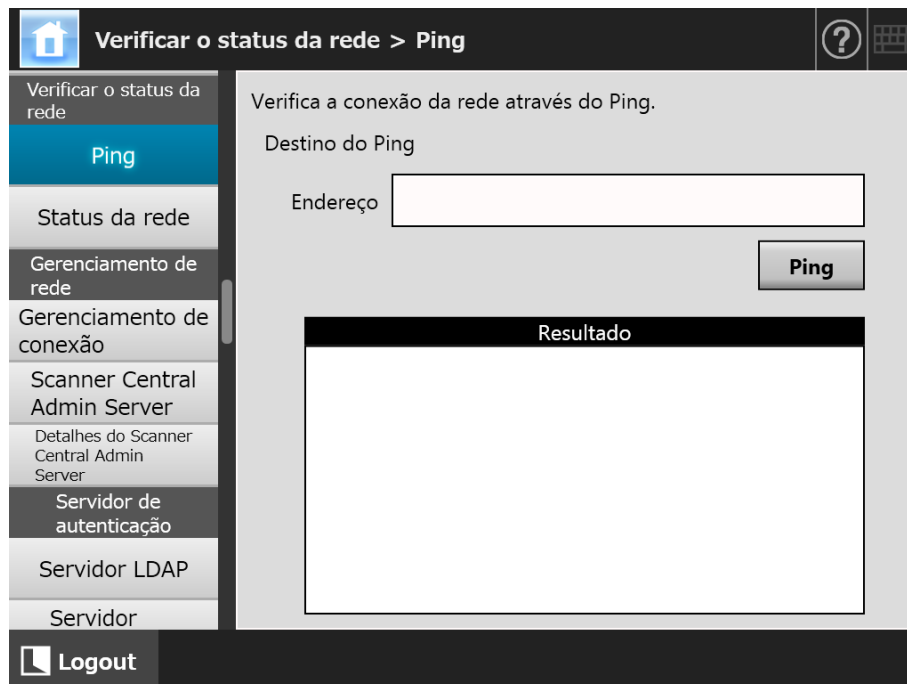 Verificar o status da rede > Ping
?
Verificar o status da
rede
Ping
Status da rede
Gerenciamento de
rede
Gerenciamento de
conexão
Scanner Central
Admin Server
Detalhes do Scanner
Central Admin
Server
Servidor de
autenticação
Servidor LDAP
Servidor
Verifica a conexão da rede através do Ping.
Destino do Ping
Endereço
Ping
Resultado
Logout